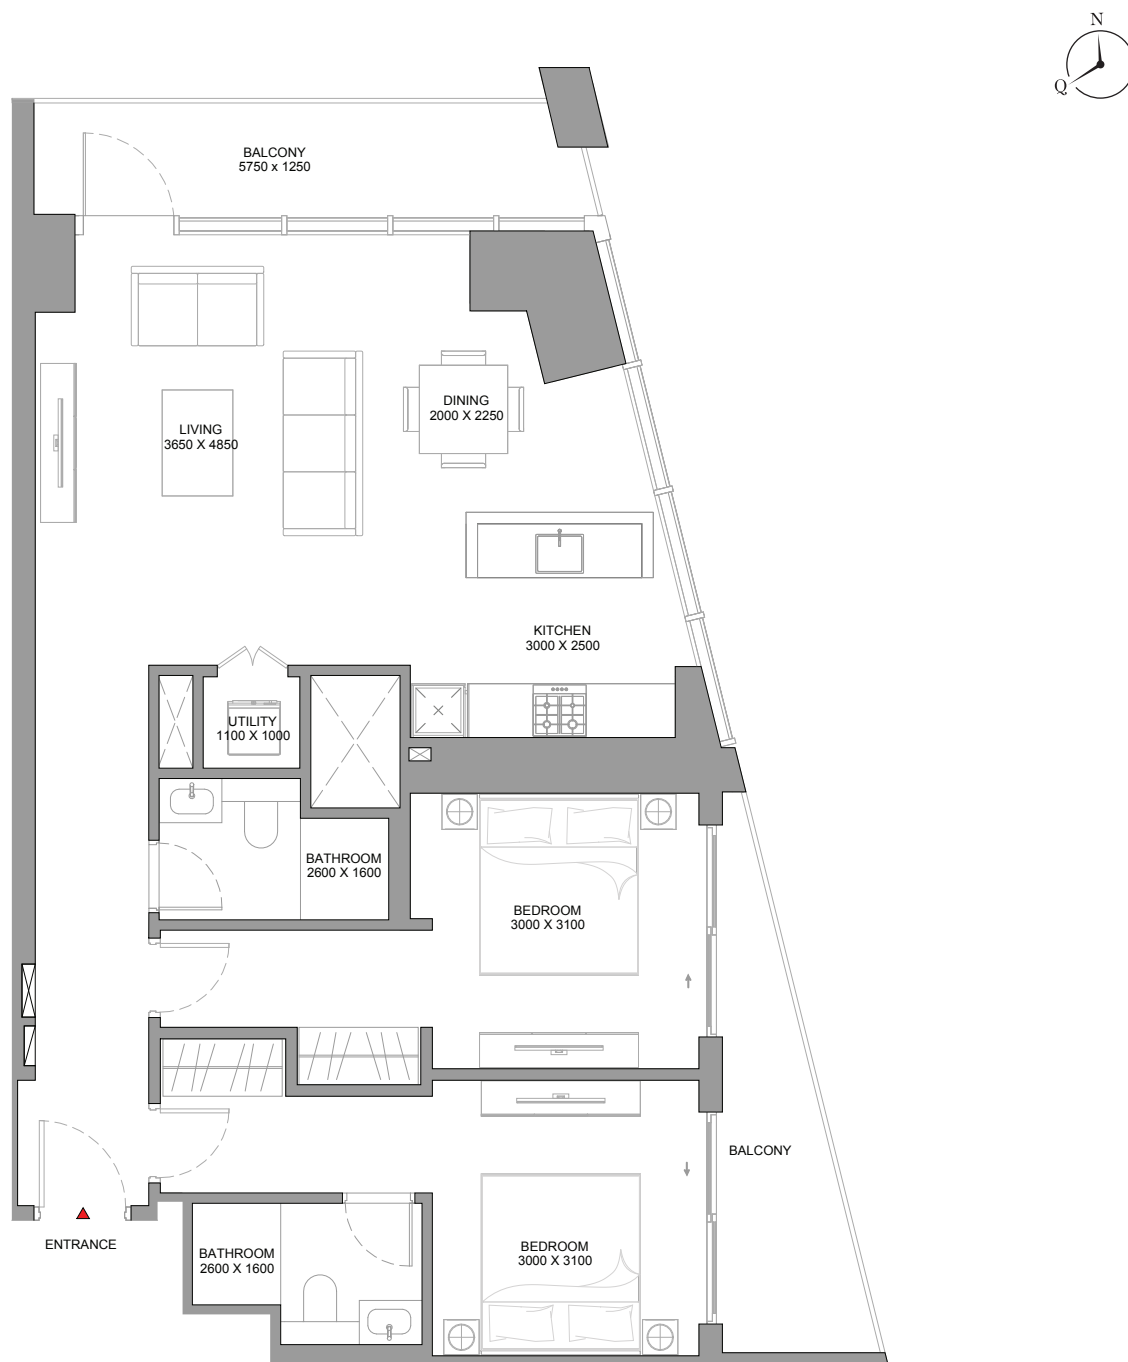 N
Q
BALCONY
5750 x 1250
DINING
2000 X 2250
LIVING
3650 X 4850
KITCHEN
3000 X 2500
UTILITY
1100 X 1000
BATHROOM
2600 X 1600
BEDROOM
3000 X 3100
BALCONY
ENTRANCE
BATHROOM
2600 X 1600
BEDROOM
3000 X 3100